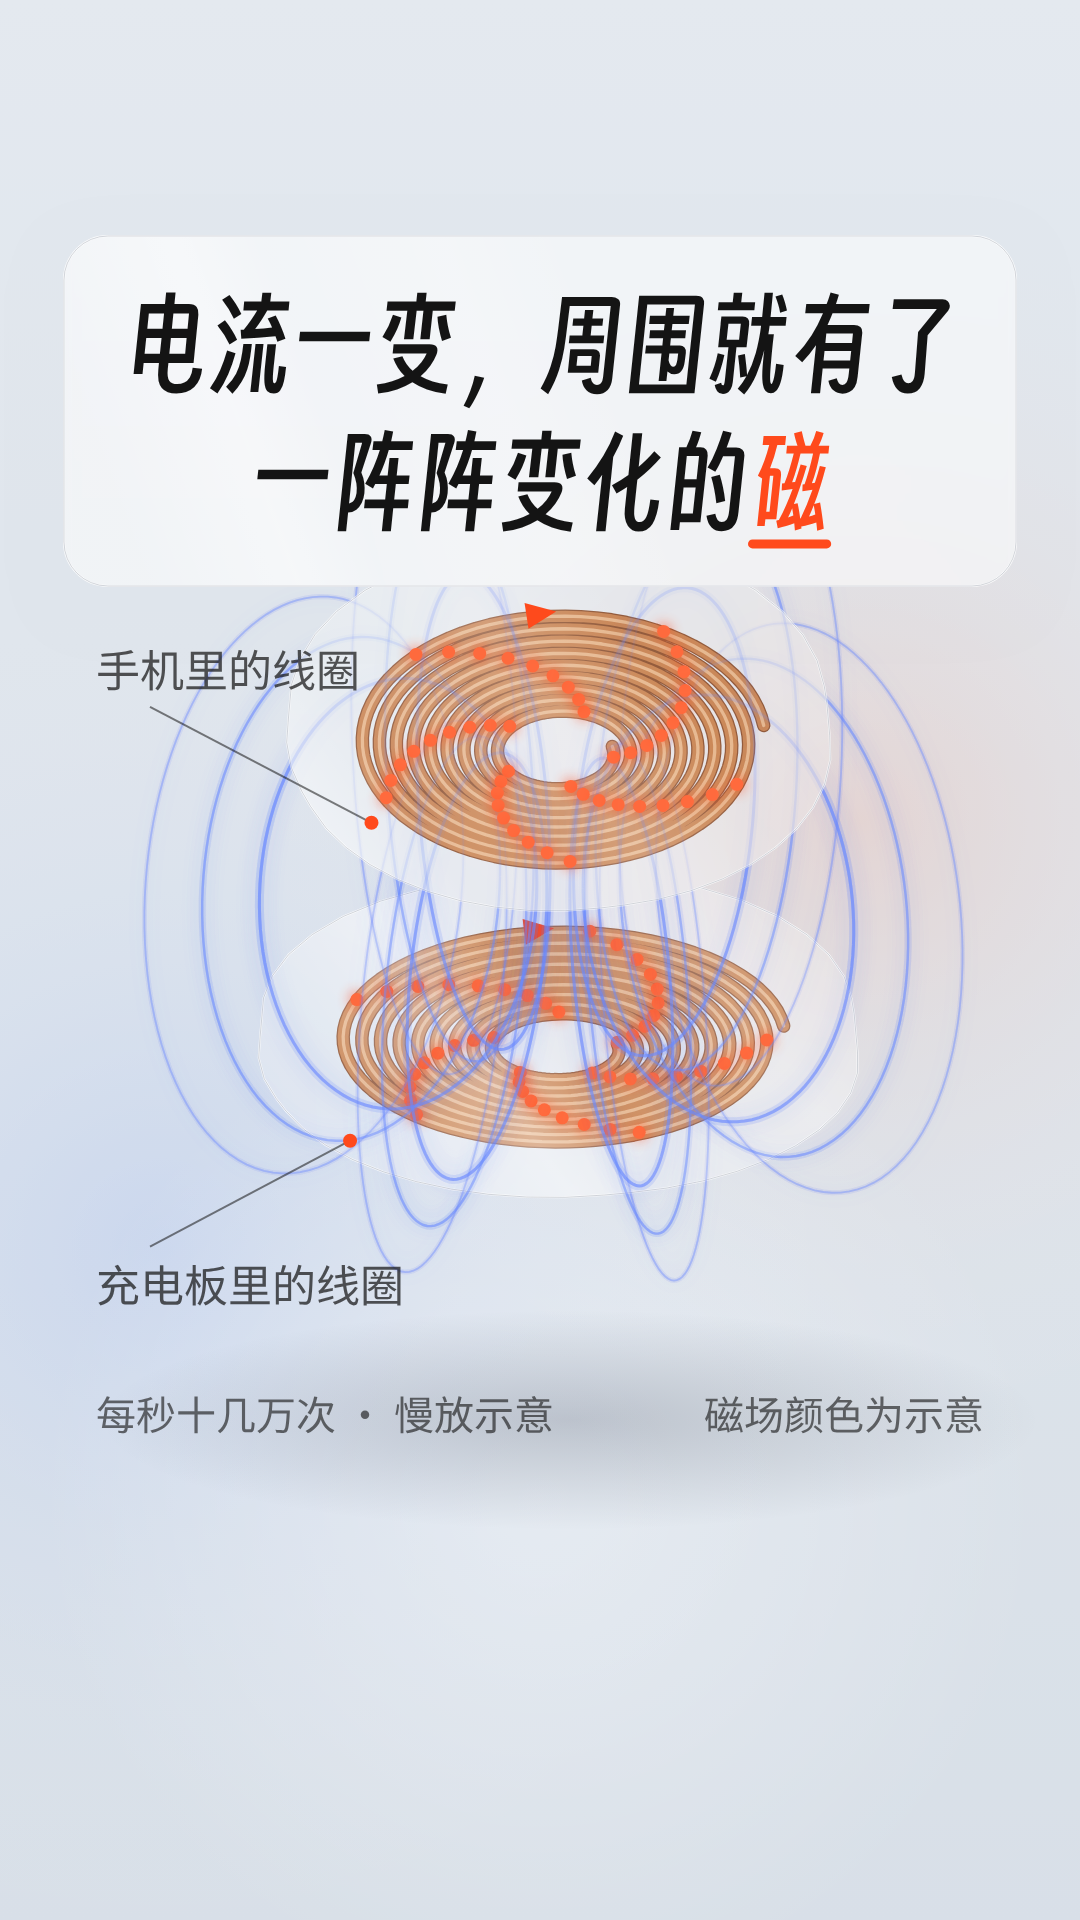 电流一变，周围就有了
一阵阵变化的磁
手机里的线圈
充电板里的线圈
每秒十几万次 · 慢放示意
磁场颜色为示意